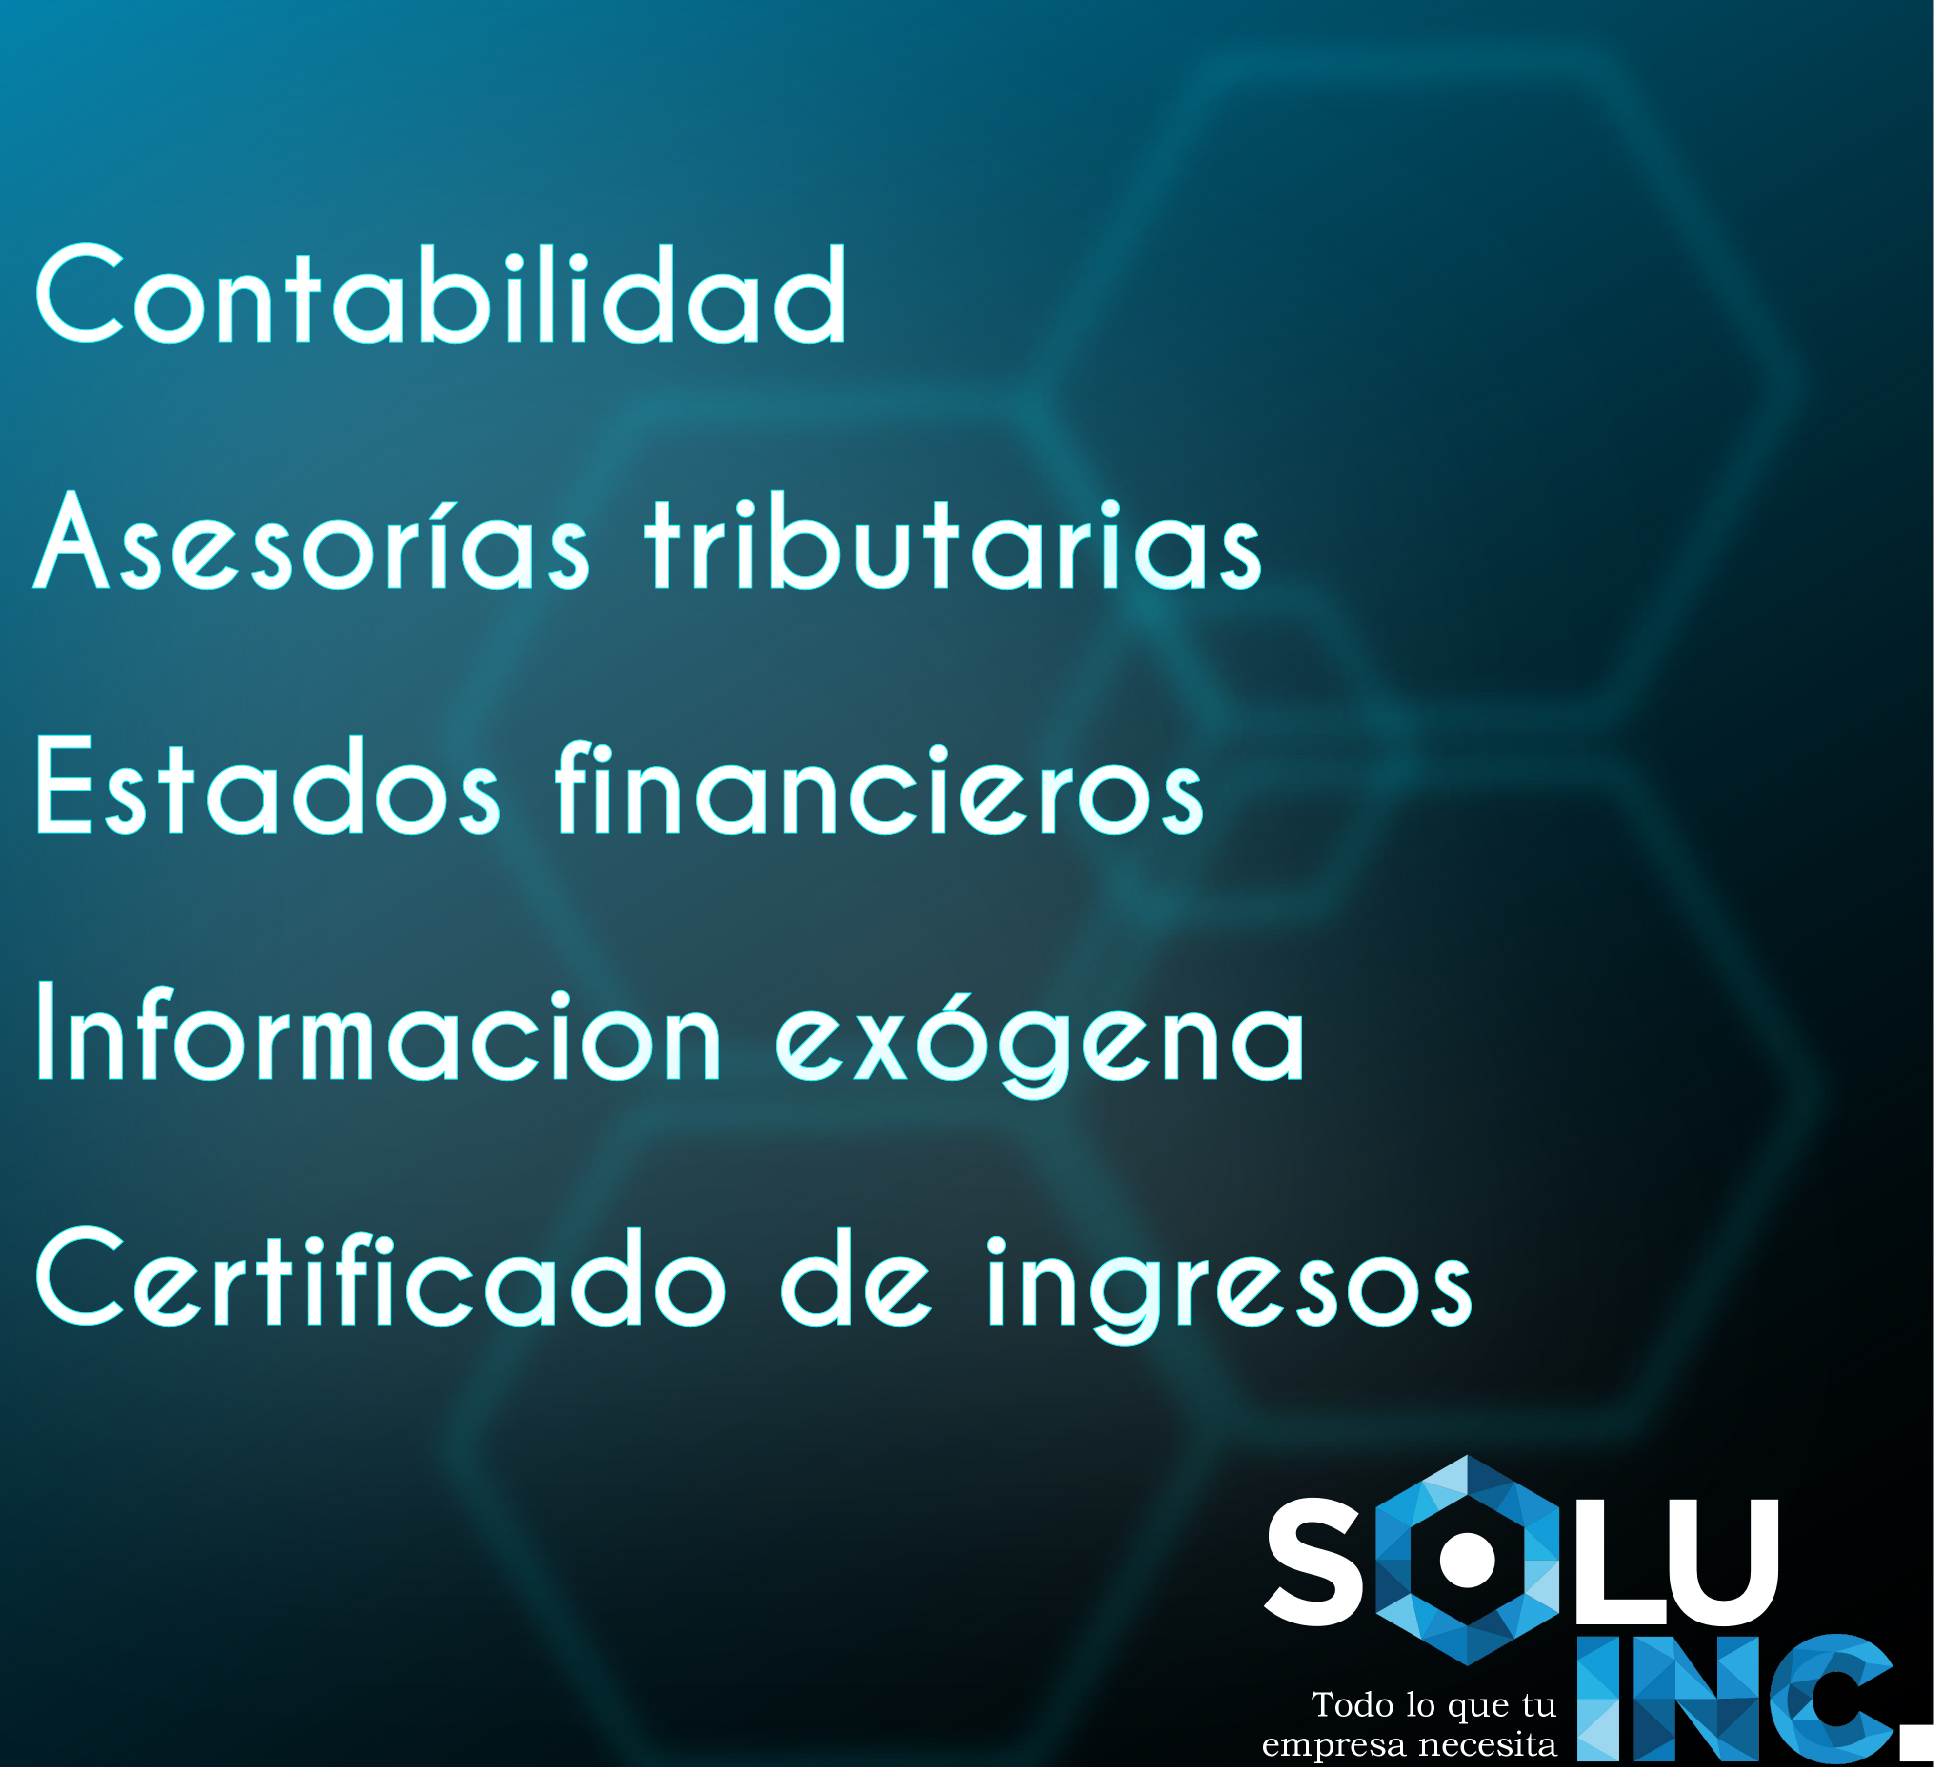 Contabilidad
Asesorías tributarias
Estados financieros
Informacion exógena
Certificado de ingresos
SOLU
INC.
Todo lo que tu
empresa necesita